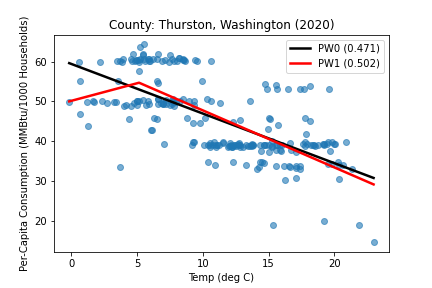 County: Thurston, Washington (2020)
PW0 (0.471)
PW1 (0.502)
Per-Capita Consumption (MMBtu/1000 Households)
60
50
40
30
20
0
5
10
15
20
Temp (deg C)